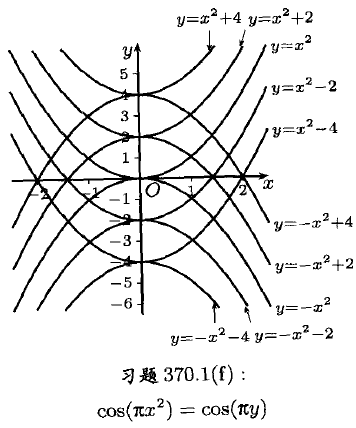 y=x²+4 y=x²+2
y=x²
y=x²−2
y=x²−4
y
5
4
3
2
1
−2
−1
O
1
2
x
−1
−2
−3
−4
−5
−6
y=−x²+4
y=−x²+2
y=−x²
y=−x²−4 y=−x²−2
习题 370.1(f) :
cos(πx²) = cos(πy)